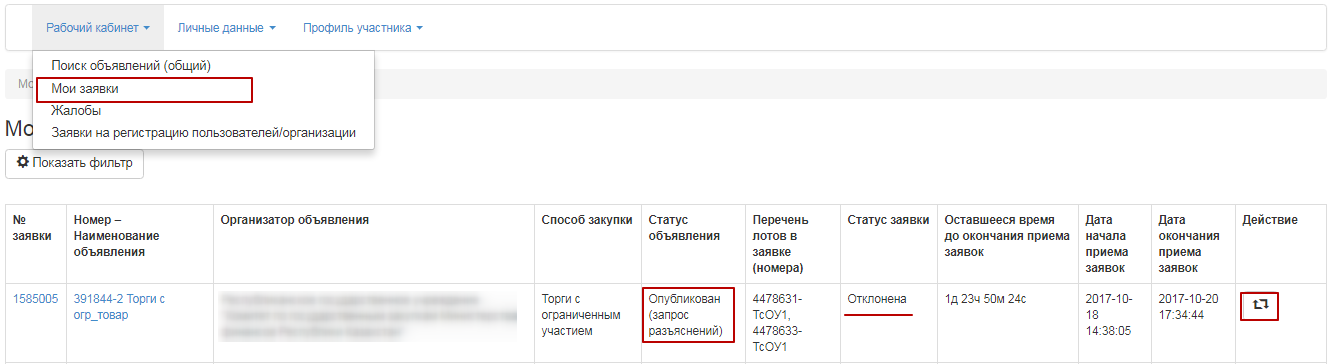 Рабочий кабинет Личные данные Профиль участника
Поиск объявлений (общий)
Мо
Мои заявки
Жалобы
Заявки на регистрацию пользователей/организации
Мо
Показать фильтр
№ заявки
Номер – Наименование объявления
Организатор объявления
Способ закупки
Статус объявления
Перечень лотов в заявке (номера)
Статус заявки
Оставшееся время до окончания приема заявок
Дата начала приема заявок
Дата окончания приема заявок
Действие
1585005
391844-2 Торги с огр_товар
Торги с ограниченным участием
Опубликован (запрос разъяснений)
4478631-ТсОУ1, 4478633-ТсОУ1
Отклонена
1д 23ч 50м 24с
2017-10-18 14:38:05
2017-10-20 17:34:44